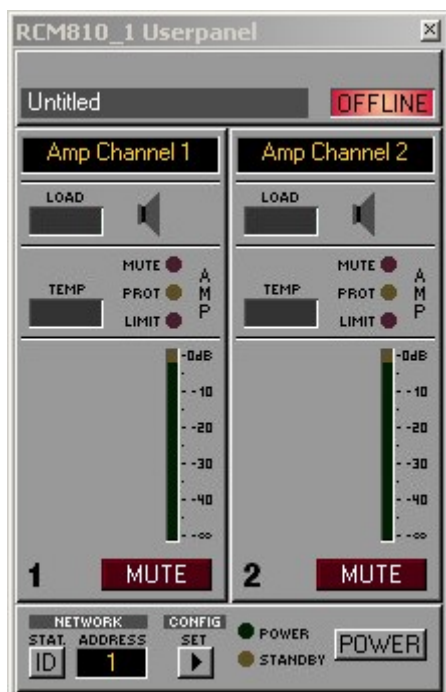 RCM810_1 Userpanel
Untitled OFFLINE
Amp Channel 1 Amp Channel 2
LOAD LOAD
MUTE MUTE
TEMP PROT AMP TEMP PROT AMP
LIMIT LIMIT
-0dB -0dB
-10 -10
-20 -20
-30 -30
-40 -40
-∞ -∞
1 MUTE 2 MUTE
NETWORK CONFIG
STAT. ADDRESS SET POWER POWER
ID 1 STANDBY